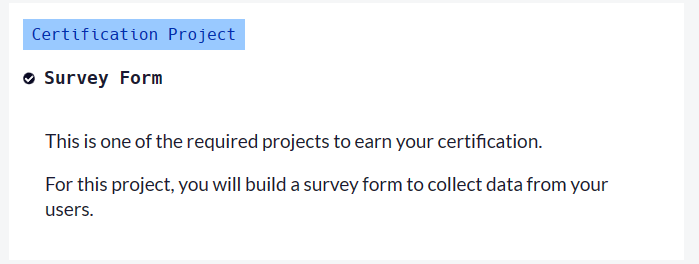 Certification Project
Survey Form
This is one of the required projects to earn your certification.
For this project, you will build a survey form to collect data from your
users.